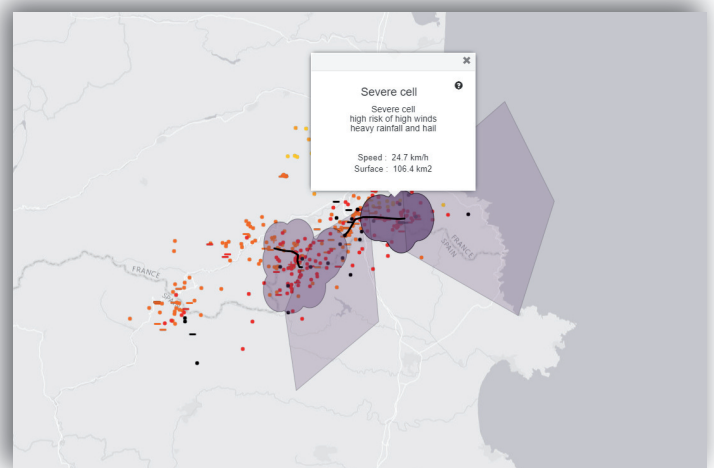 Severe cell
Severe cell
high risk of high winds
heavy rainfall and hail
Speed : 24.7 km/h
Surface : 106.4 km2
FRANCE
SPAIN
FRANCE